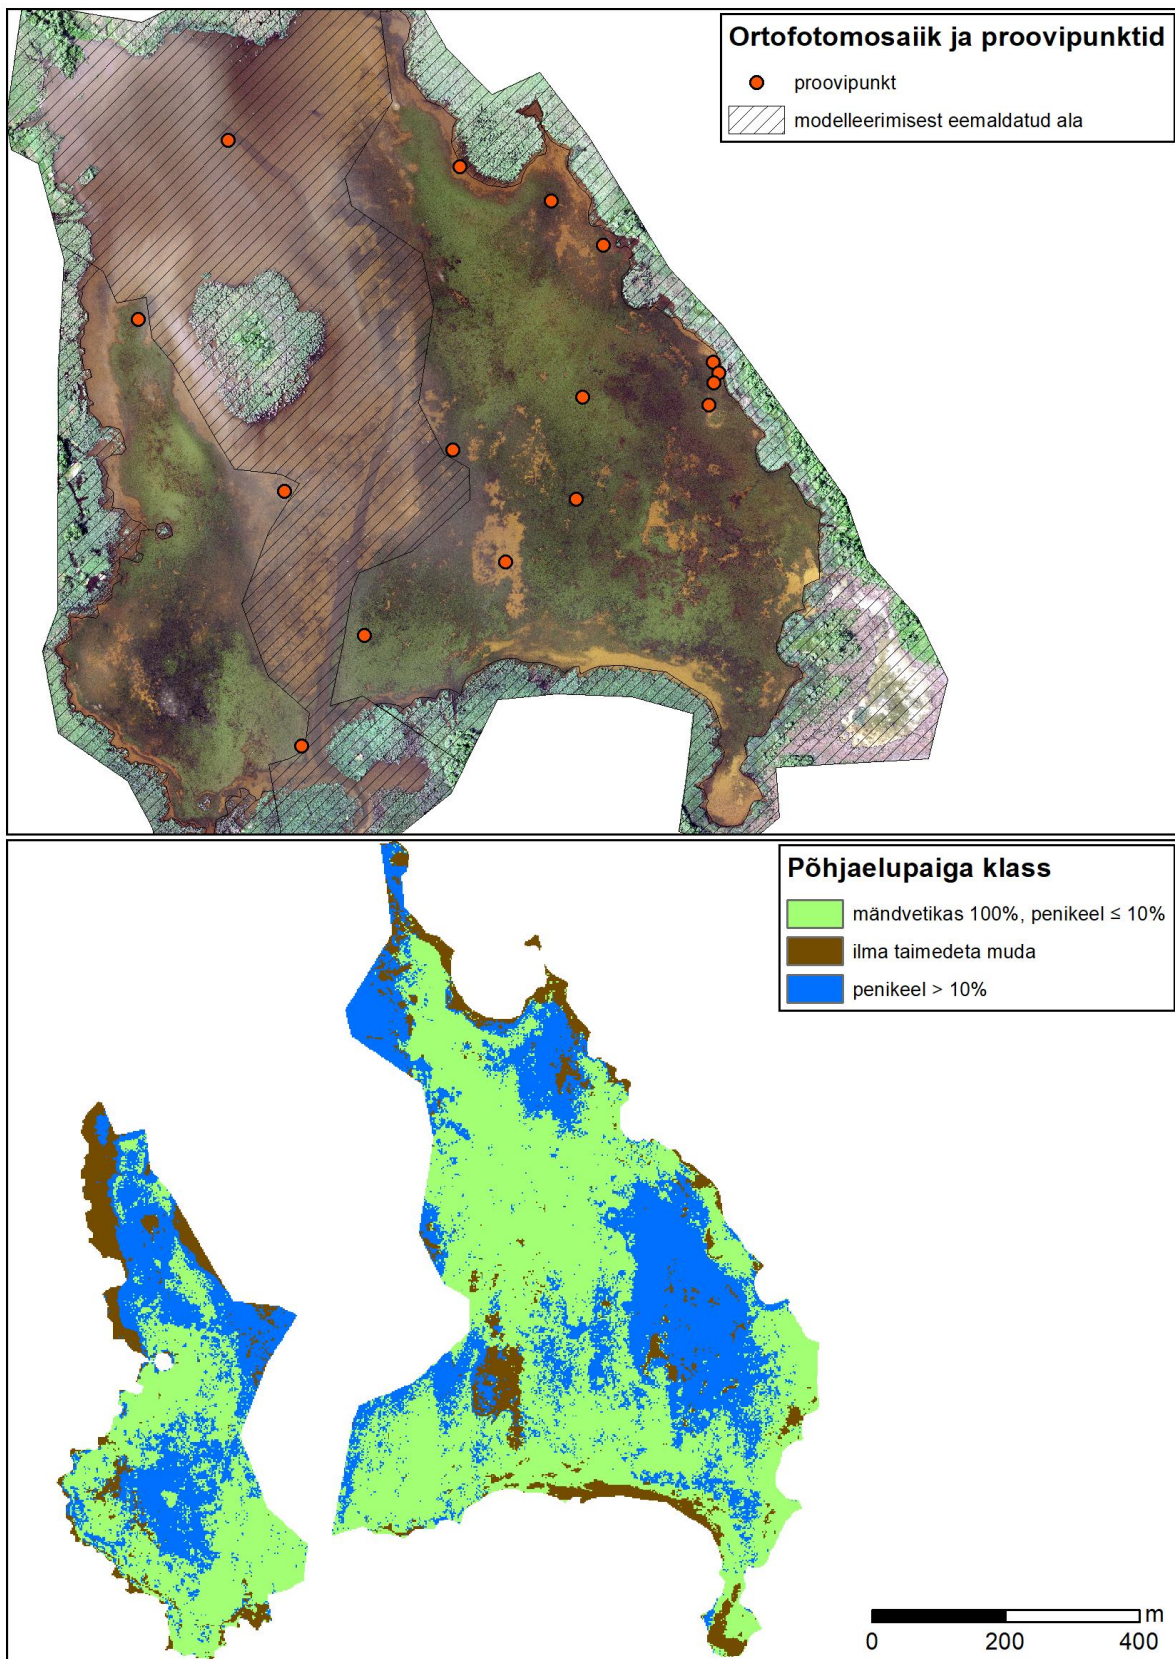 Ortofotomosaiik ja proovipunktid
proovipunkt
modelleerimisest eemaldatud ala
Põhjaelupaiga klass
mändvetikas 100%, penikeel ≤ 10%
ilma taimedeta muda
penikeel > 10%
m
0 200 400